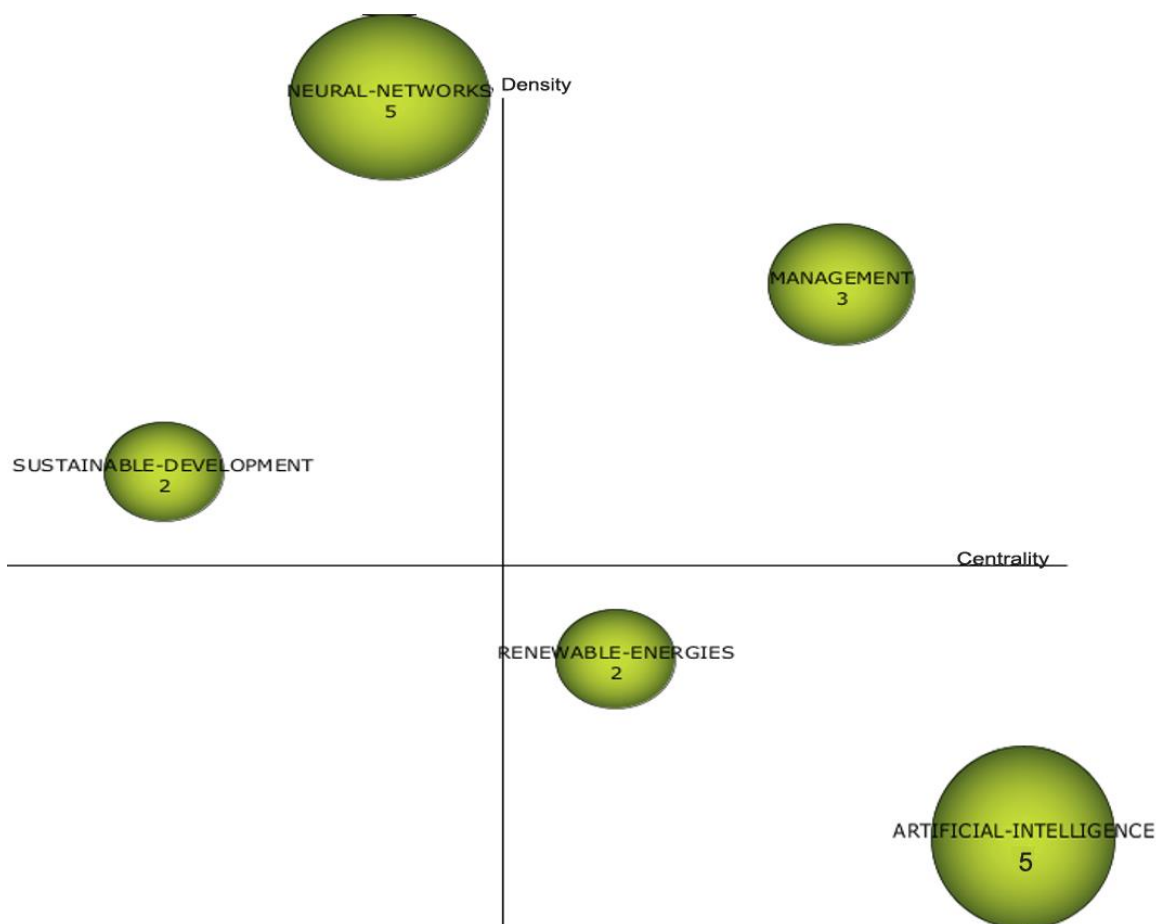 Density
NEURAL-NETWORKS
5
MANAGEMENT
3
SUSTAINABLE-DEVELOPMENT
2
Centrality
RENEWABLE-ENERGIES
2
ARTIFICIAL-INTELLIGENCE
5